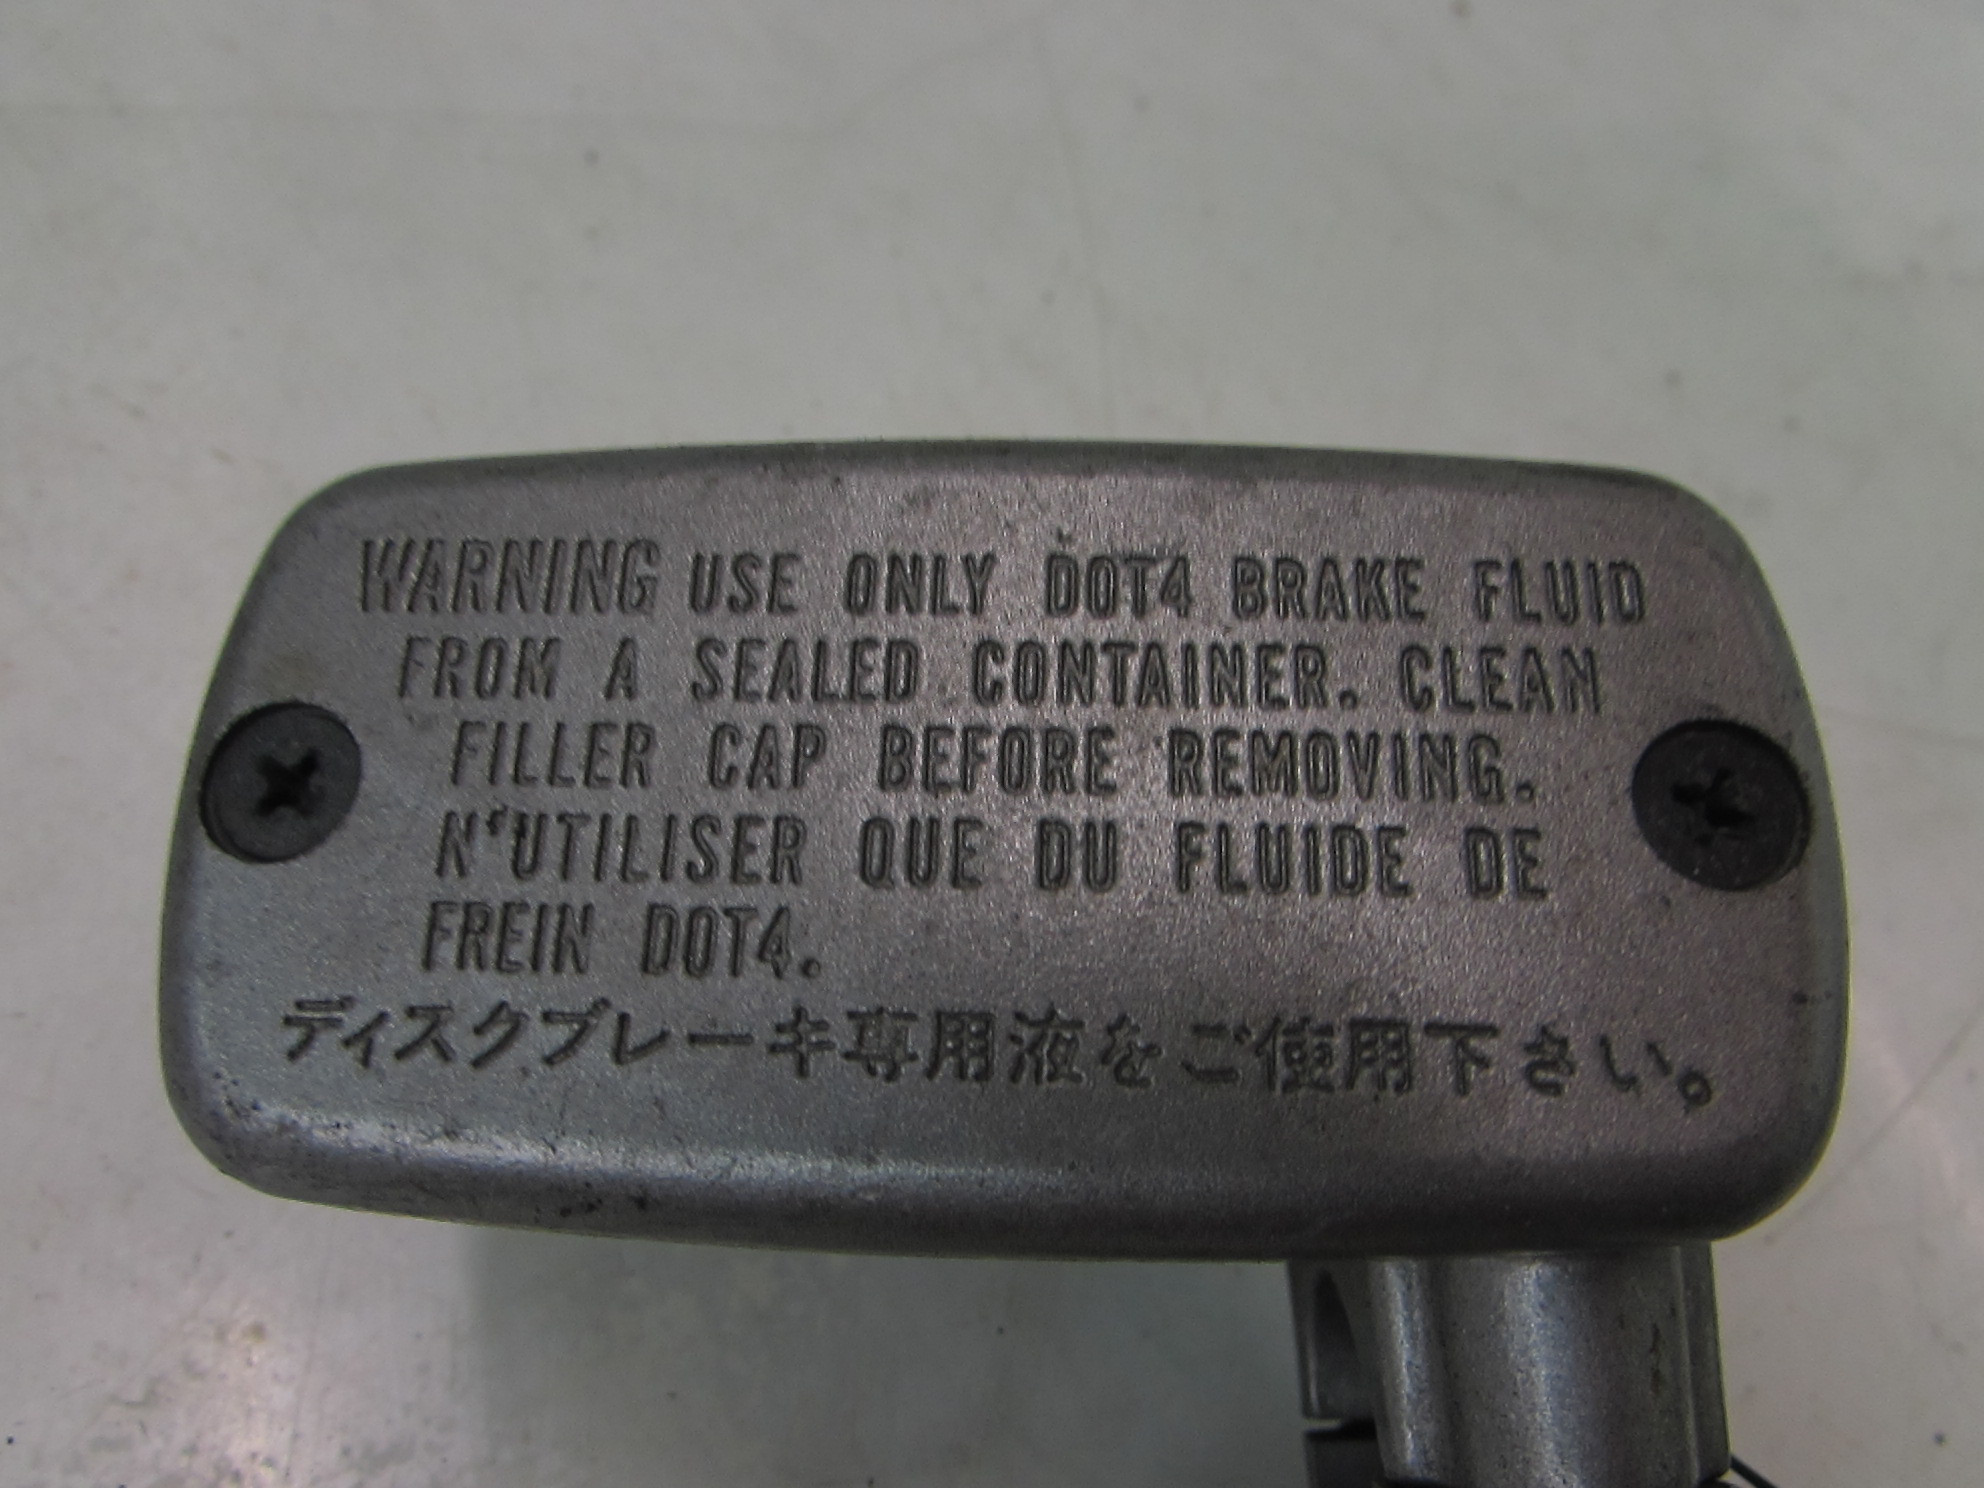 WARNING USE ONLY DOT4 BRAKE FLUID
FROM A SEALED CONTAINER. CLEAN
FILLER CAP BEFORE REMOVING.
N'UTILISER QUE DU FLUIDE DE
FREIN DOT4.
ディスクブレーキ専用液をご使用下さい。